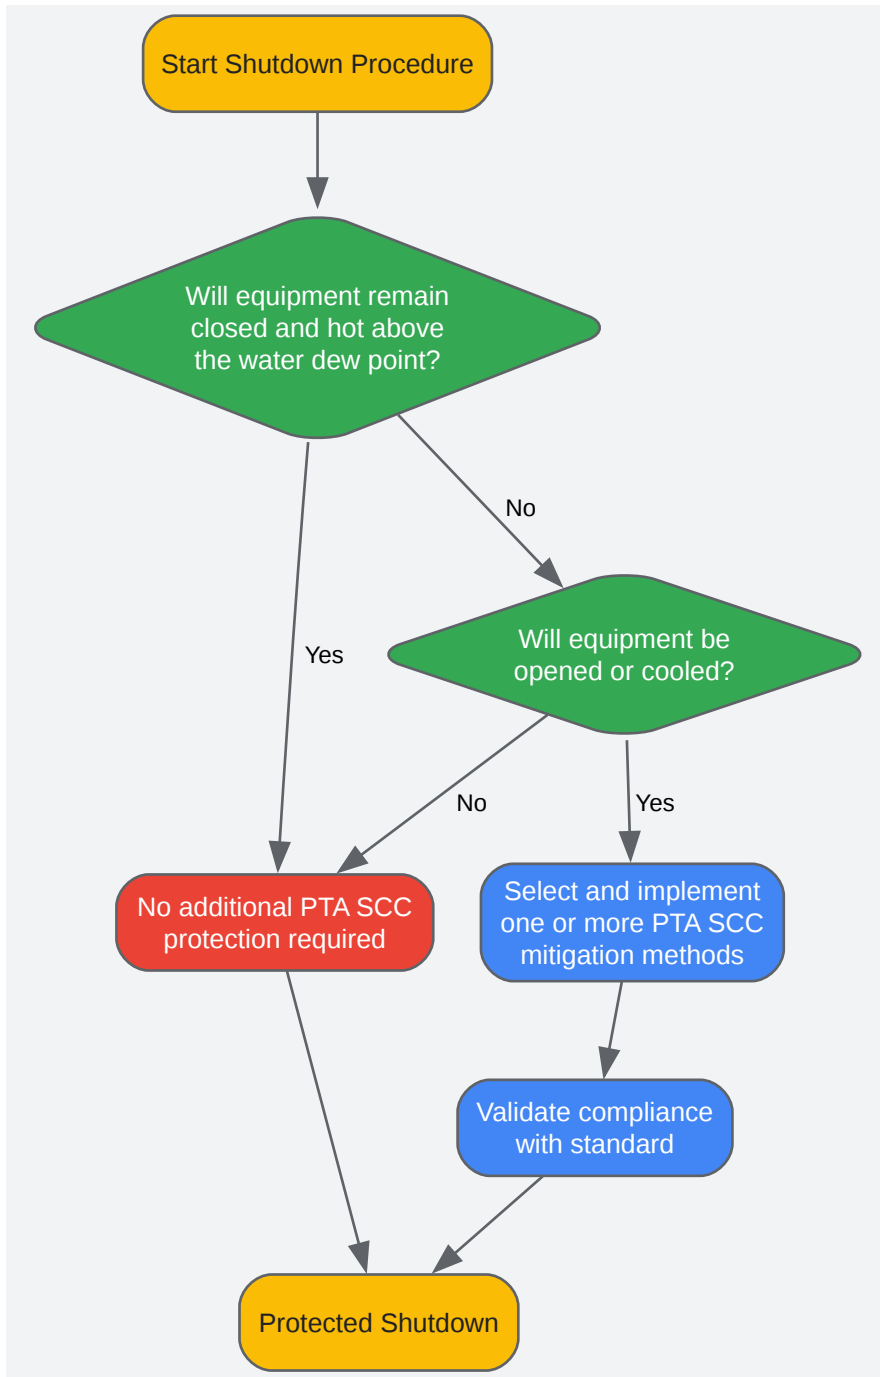 Start Shutdown Procedure
Will equipment remain
closed and hot above
the water dew point?
No
Will equipment be
opened or cooled?
Yes
No
Yes
No additional PTA SCC
protection required
Select and implement
one or more PTA SCC
mitigation methods
Validate compliance
with standard
Protected Shutdown